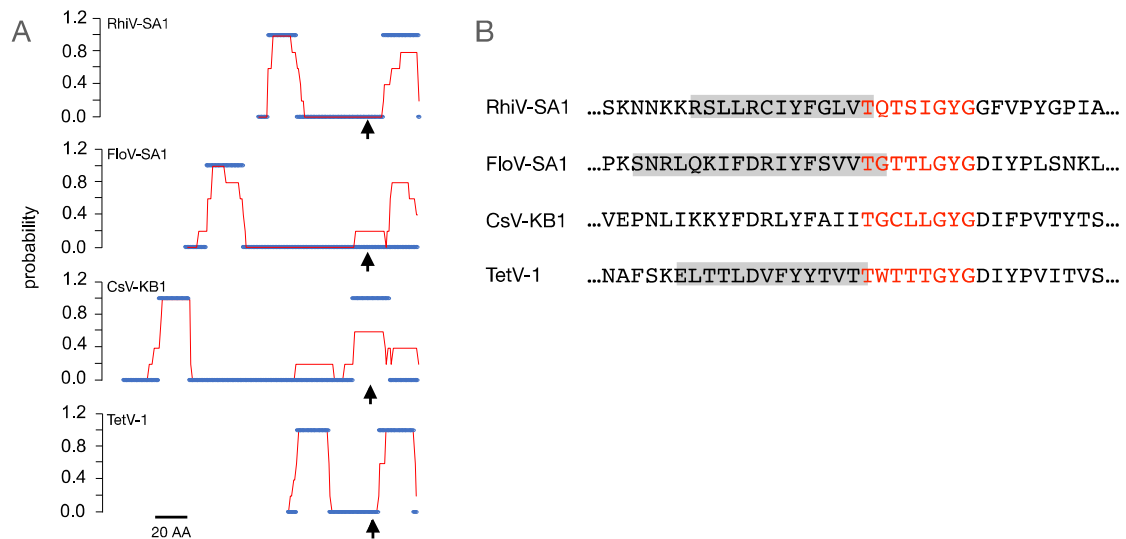 A
B
probability
RhiV-SA1
1.2
0.8
0.4
0.0
FloV-SA1
1.2
0.8
0.4
0.0
CsV-KB1
1.2
0.8
0.4
0.0
TetV-1
1.2
0.8
0.4
0.0
20 AA
RhiV-SA1 ...SKNNKKRSLLRCIYFGLVTQTSIGYGGFVPYGPIA...
FloV-SA1 ...PKSNRLQKIFDRIYFSVVTGTTLGYGDIYPLSNKL...
CsV-KB1 ...VEPNLIKKYFDRLYFAIITGCLLGYGDIFPVTYTS...
TetV-1 ...NAFSKELTTLDVFYYTVTTWTTTGYGDIYPVITVS...